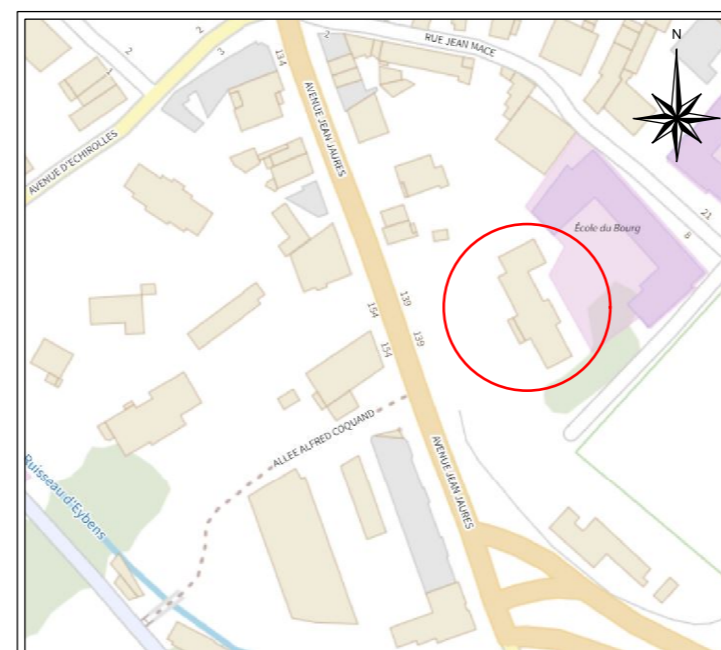 N
2
RUE JEAN MACE
2
2
3
134
1
AVENUE D'ECHIROLLES
AVENUE JEAN JAURES
21
8
École du Bourg
139
154
139
154
ALLEE ALFRED COQUAND
AVENUE JEAN JAURES
Ruisseau d'Eybens